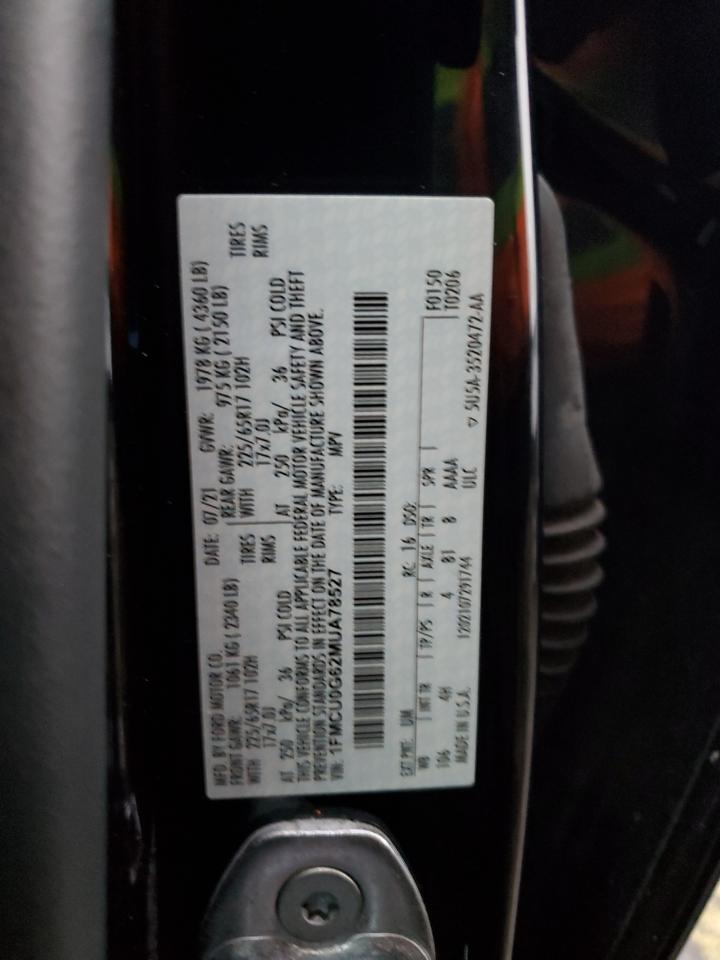 MFD. BY FORD MOTOR CO.
DATE: 07/21 GVWR: 1978 KG ( 4360 LB)
FRONT GAWR: 1061 KG ( 2340 LB) REAR GAWR: 975 KG ( 2150 LB)
WITH 225/65R17 102H TIRES WITH 225/65R17 102H TIRES
17x7.0J RIMS 17x7.0J RIMS
AT 250 kPa/ 36 PSI COLD AT 250 kPa/ 36 PSI COLD
THIS VEHICLE CONFORMS TO ALL APPLICABLE FEDERAL MOTOR VEHICLE SAFETY AND THEFT
PREVENTION STANDARDS IN EFFECT ON THE DATE OF MANUFACTURE SHOWN ABOVE.
VIN: 1FMCU0G62MUA78527 TYPE: MPV
EXT PNT: UM RC: 16 DSO:
WB INT TR TP/PS R AXLE TR SPR F0150
106 4H 4 B1 8 AAAA T0206
MADE IN U.S.A. 1202107201744 ULC
5U5A-3520472-AA